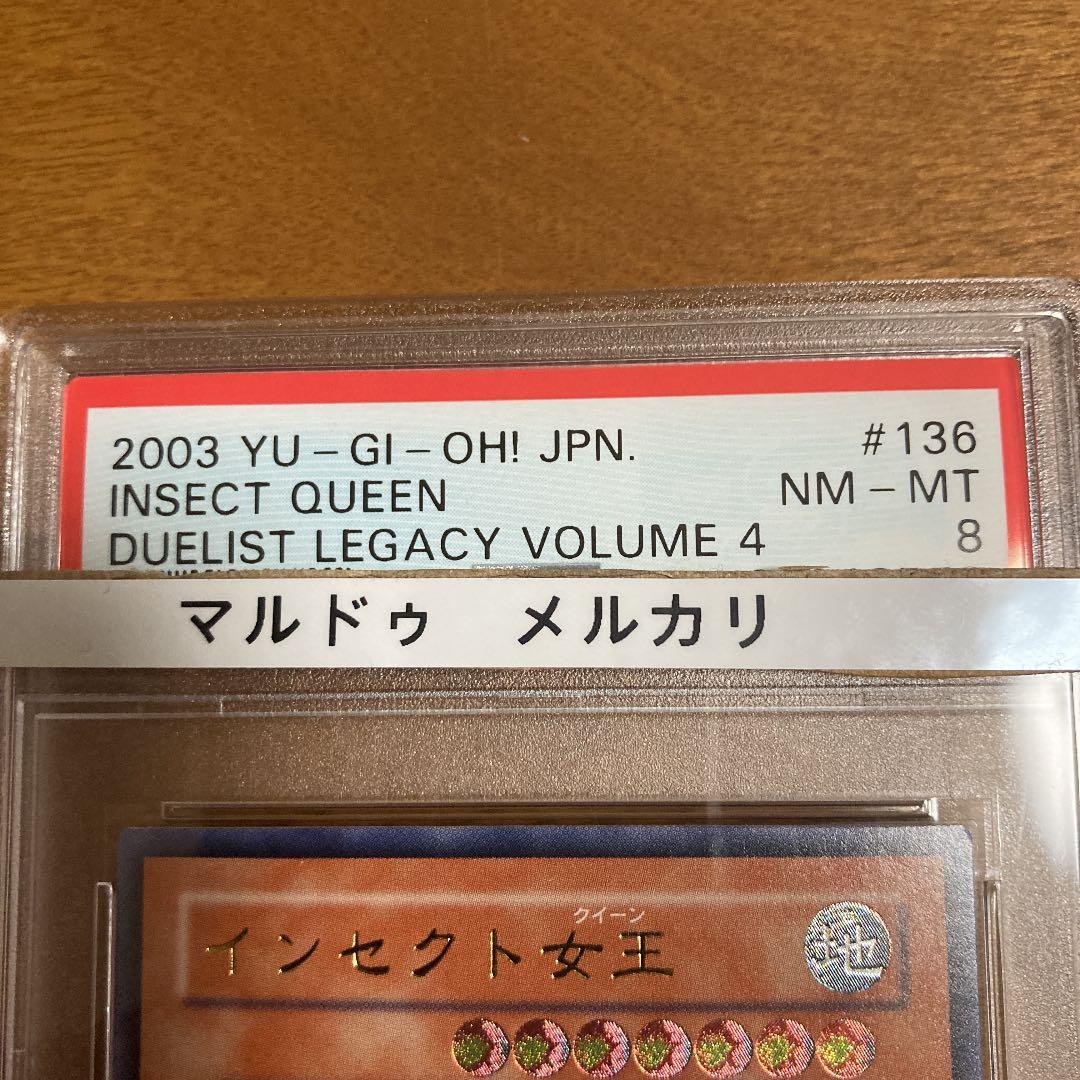 2003 YU-GI-OH! JPN. #136
INSECT QUEEN NM-MT
DUELIST LEGACY VOLUME 4 8
マルドゥ メルカリ
クイーン
インセクト女王
地